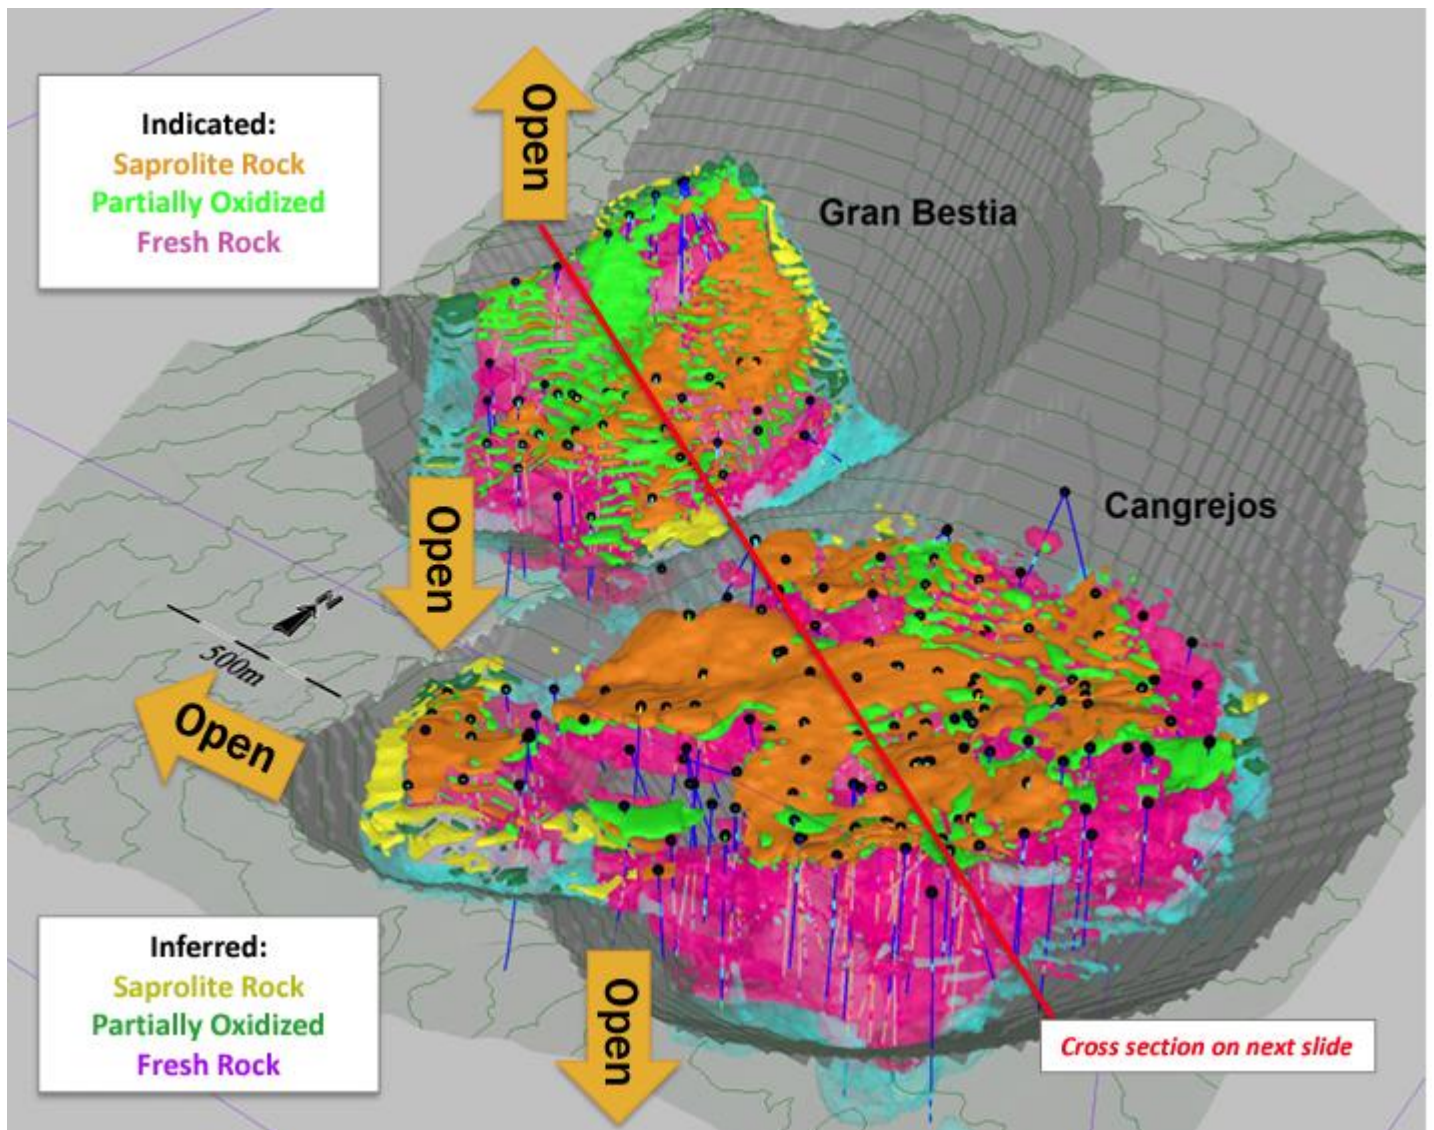 Indicated:
Saprolite Rock
Partially Oxidized
Fresh Rock
Open
Gran Bestia
Cangrejos
Open
N
500m
Open
Inferred:
Saprolite Rock
Partially Oxidized
Fresh Rock
Open
Cross section on next slide